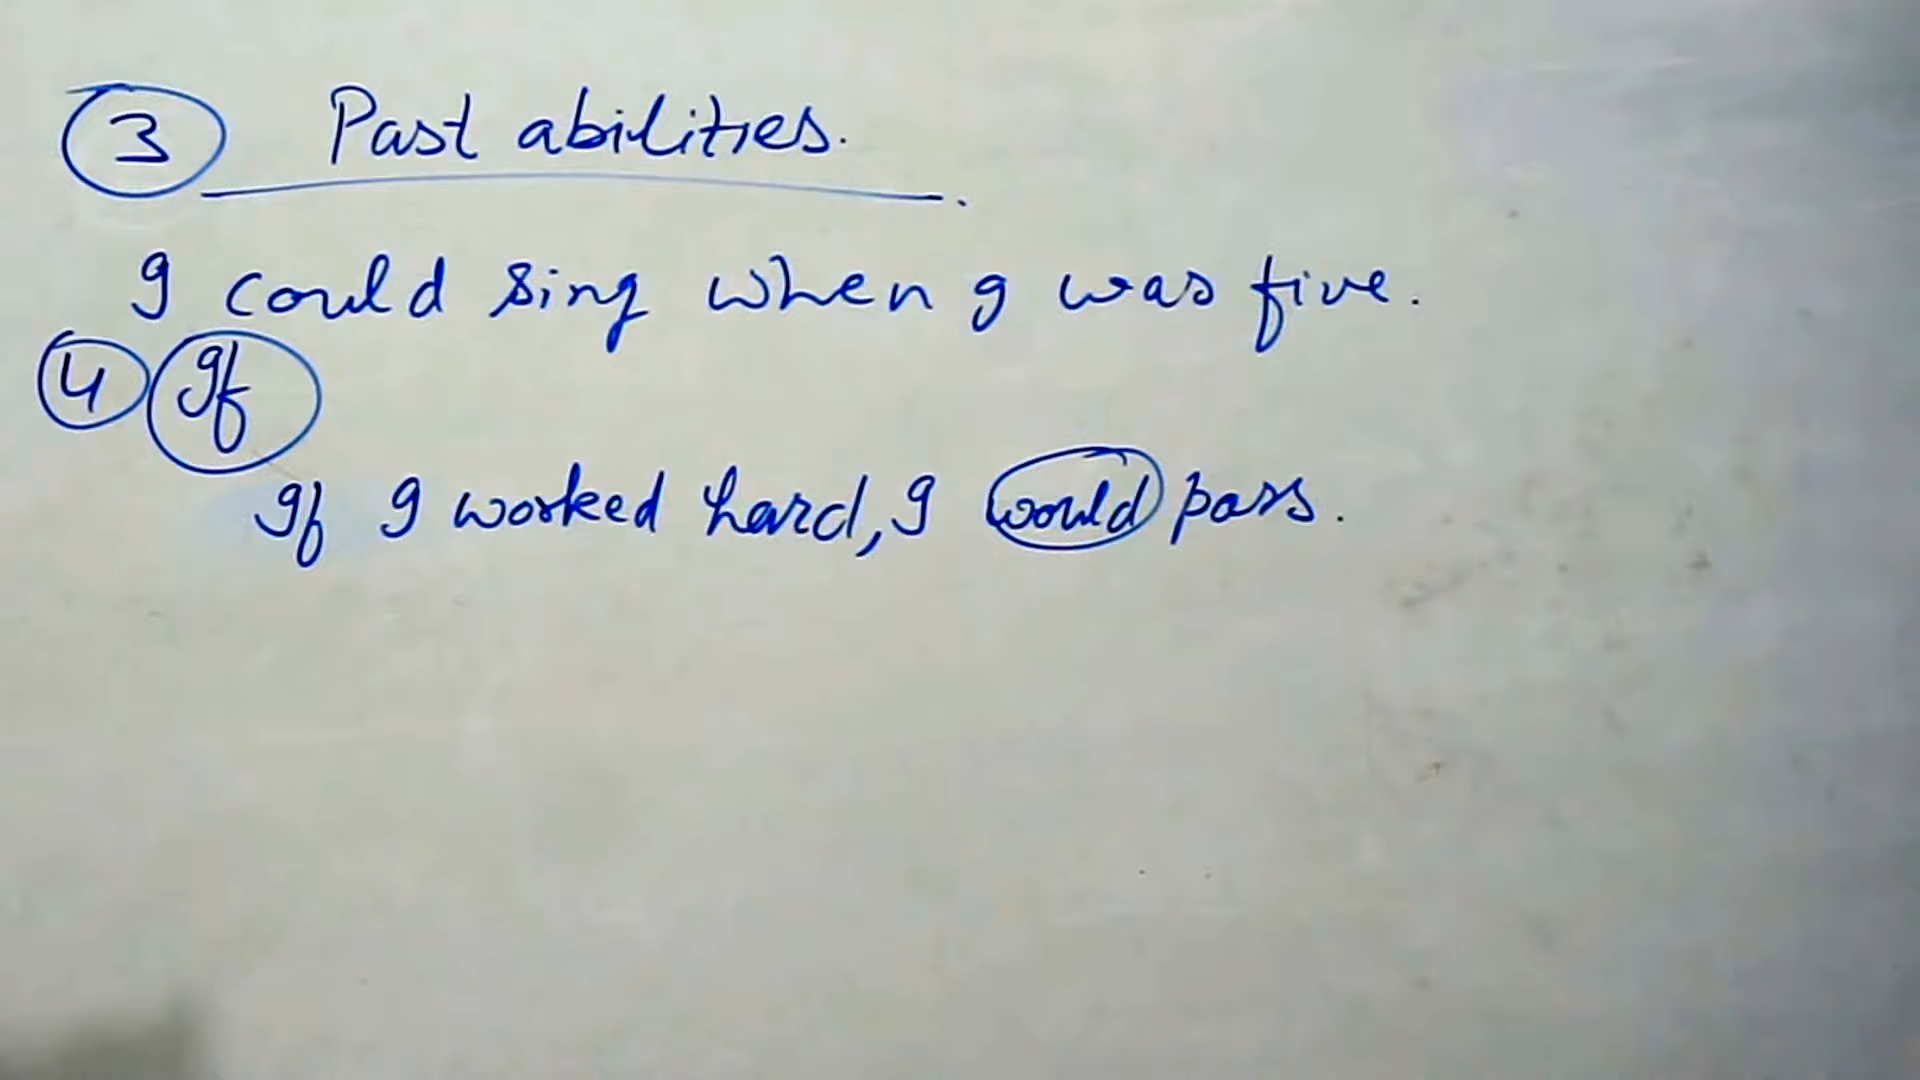 3 Past abilities.
I could sing when I was five.
4 If
If I worked hard, I would pass.